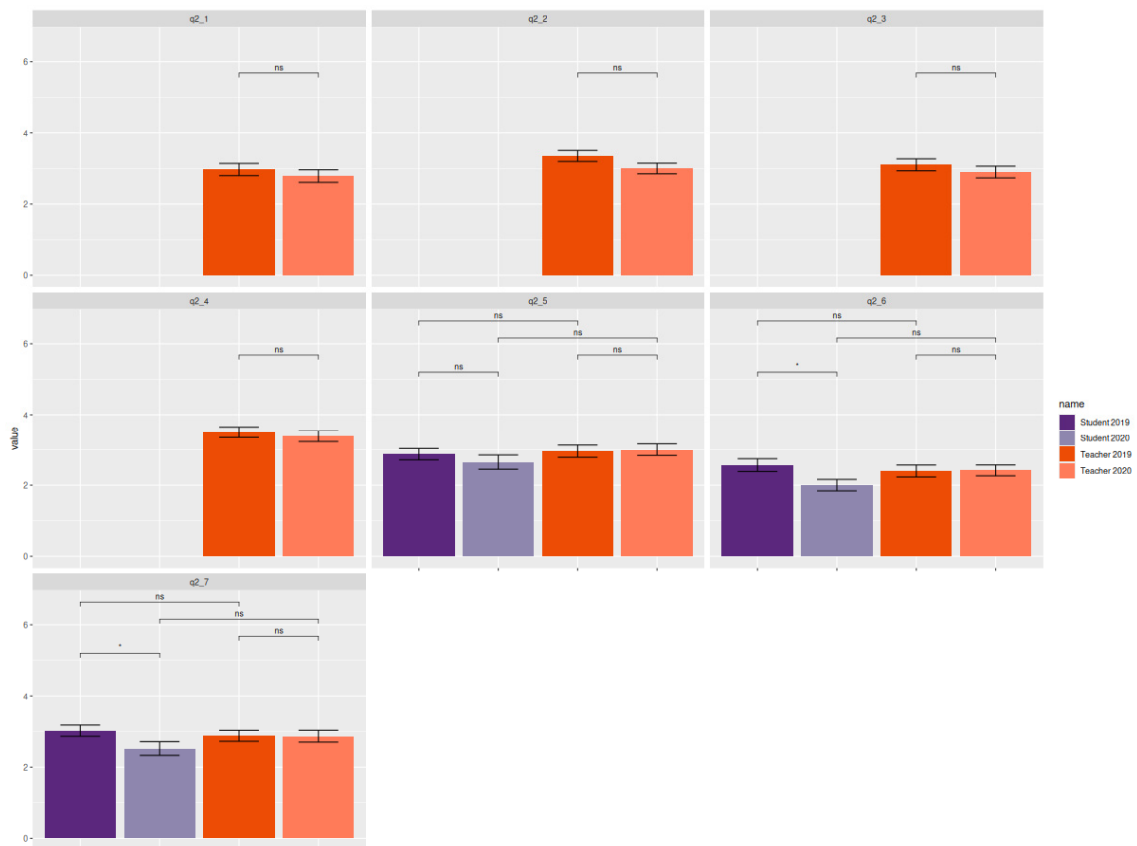 q2_1
q2_2
q2_3
6
4
2
0
ns
ns
ns
q2_4
q2_5
q2_6
value
6
4
2
0
ns
ns
ns
ns
ns
ns
ns
*
ns
name
Student 2019
Student 2020
Teacher 2019
Teacher 2020
q2_7
6
4
2
0
ns
ns
ns
*